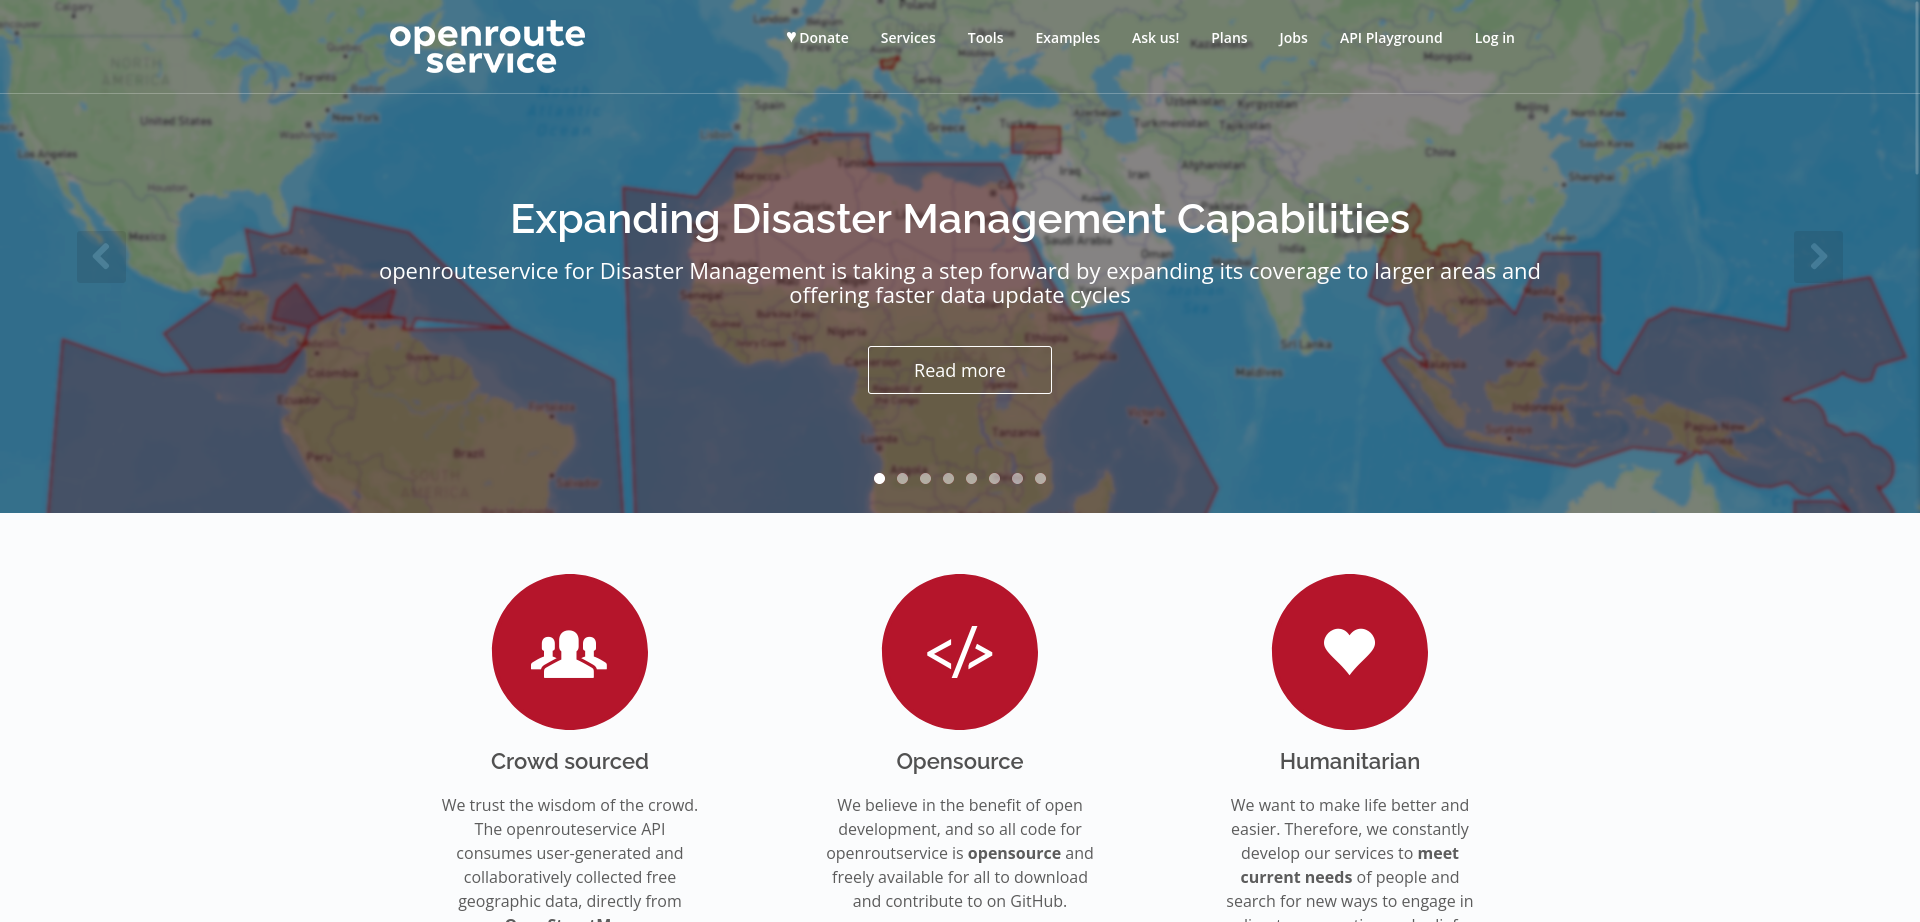 openroute
service
♥ Donate
Services
Tools
Examples
Ask us!
Plans
Jobs
API Playground
Log in
Expanding Disaster Management Capabilities
openrouteservice for Disaster Management is taking a step forward by expanding its coverage to larger areas and
offering faster data update cycles
Read more
Crowd sourced
We trust the wisdom of the crowd.
The openrouteservice API
consumes user-generated and
collaboratively collected free
geographic data, directly from
Opensource
We believe in the benefit of open
development, and so all code for
openroutservice is opensource and
freely available for all to download
and contribute to on GitHub.
Humanitarian
We want to make life better and
easier. Therefore, we constantly
develop our services to meet
current needs of people and
search for new ways to engage in